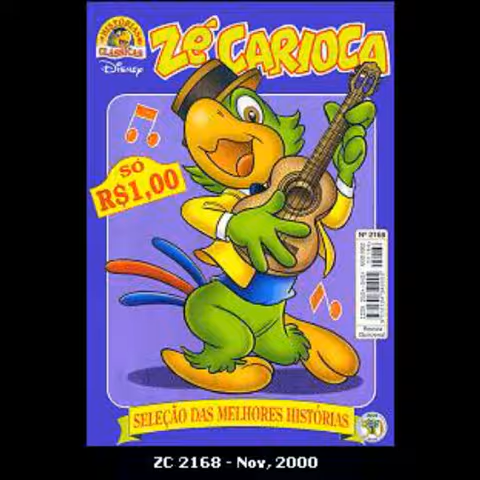 HISTÓRIAS
CLÁSSICAS
Disney
Zé CARIOCA
SÓ
R$1,00
Nº 2168
SELEÇÃO DAS MELHORES HISTÓRIAS
ZC 2168 - Nov, 2000